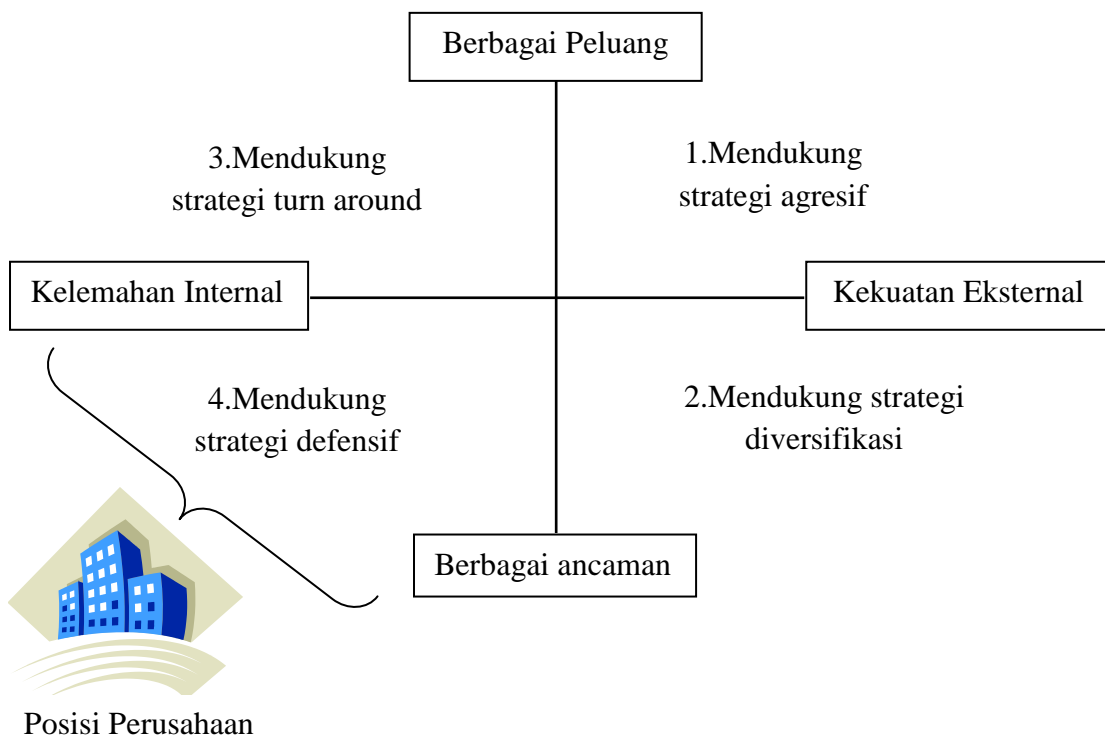 Berbagai Peluang
3.Mendukung
strategi turn around
1.Mendukung
strategi agresif
Kelemahan Internal
Kekuatan Eksternal
4.Mendukung
strategi defensif
2.Mendukung strategi
diversifikasi
Berbagai ancaman
Posisi Perusahaan